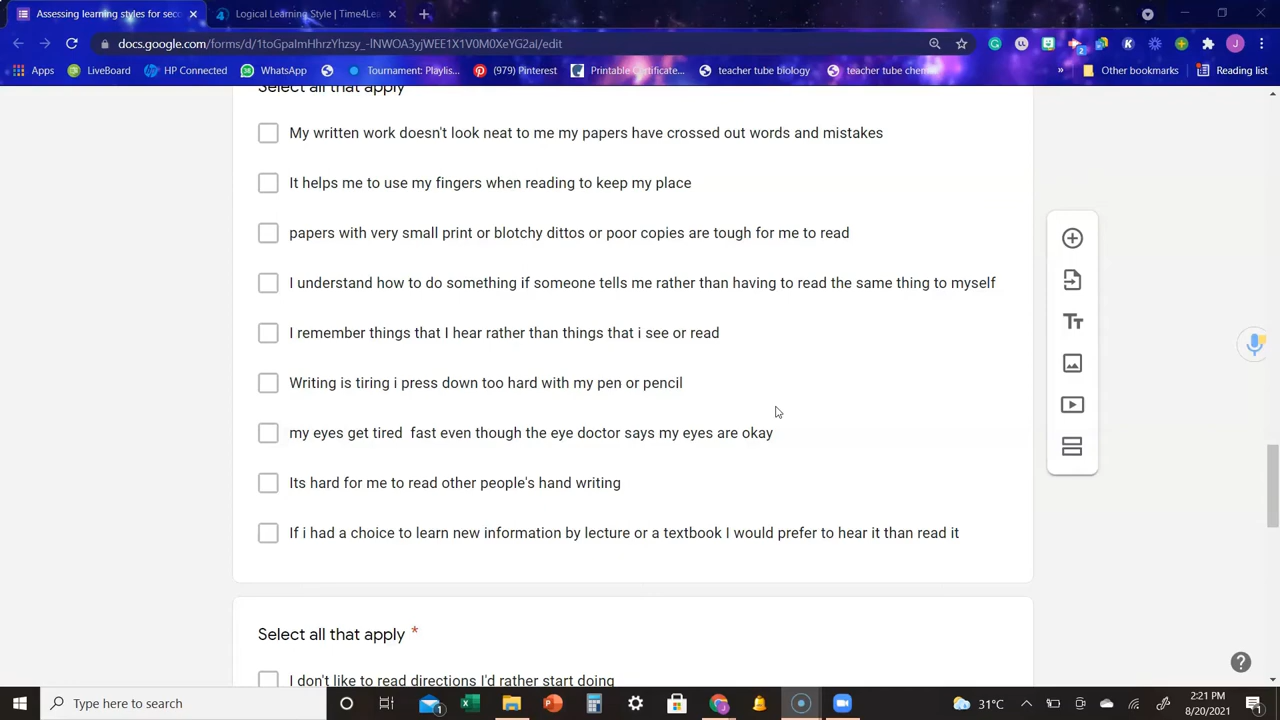 Assessing learning styles for seco
Logical Learning Style | Time4Lea
docs.google.com/forms/d/1toGpaImHhrzYhzsy_-lNWOA3yjWEE1X1V0M0XeYG2aI/edit
Apps LiveBoard HP Connected WhatsApp Tournament: Playlis... (979) Pinterest Printable Certificate... teacher tube biology teacher tube chem » Other bookmarks Reading list
Select all that apply
My written work doesn't look neat to me my papers have crossed out words and mistakes
It helps me to use my fingers when reading to keep my place
papers with very small print or blotchy dittos or poor copies are tough for me to read
I understand how to do something if someone tells me rather than having to read the same thing to myself
I remember things that I hear rather than things that i see or read
Writing is tiring i press down too hard with my pen or pencil
my eyes get tired  fast even though the eye doctor says my eyes are okay
Its hard for me to read other people's hand writing
If i had a choice to learn new information by lecture or a textbook I would prefer to hear it than read it
Select all that apply *
I don't like to read directions I'd rather start doing
Type here to search
31°C
2:21 PM
8/20/2021